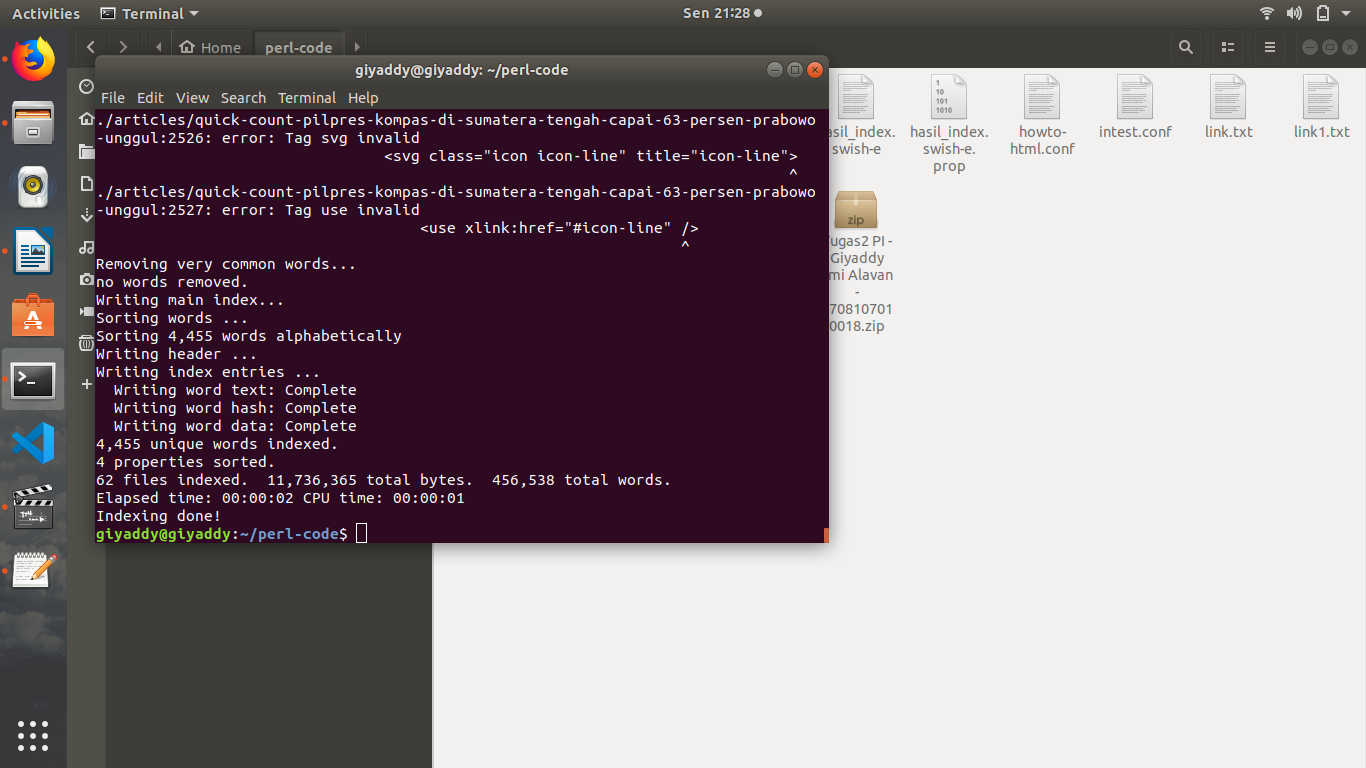 Activities
Terminal
Sen 21:28
Home
perl-code
giyaddy@giyaddy: ~/perl-code
File Edit View Search Terminal Help
./articles/quick-count-pilpres-kompas-di-sumatera-tengah-capai-63-persen-prabowo
-unggul:2526: error: Tag svg invalid
<svg class="icon icon-line" title="icon-line">
^
./articles/quick-count-pilpres-kompas-di-sumatera-tengah-capai-63-persen-prabowo
-unggul:2527: error: Tag use invalid
<use xlink:href="#icon-line" />
^
Removing very common words...
no words removed.
Writing main index...
Sorting words ...
Sorting 4,455 words alphabetically
Writing header ...
Writing index entries ...
Writing word text: Complete
Writing word hash: Complete
Writing word data: Complete
4,455 unique words indexed.
4 properties sorted.
62 files indexed.  11,736,365 total bytes.  456,538 total words.
Elapsed time: 00:00:02 CPU time: 00:00:01
Indexing done!
giyaddy@giyaddy:~/perl-code$
asil_index.
swish-e
1
10
101
1010
hasil_index.
swish-e.
prop
howto-
html.conf
intest.conf
link.txt
link1.txt
zip
ugas2 PI -
Giyaddy
mi Alavan
-
70810701
0018.zip